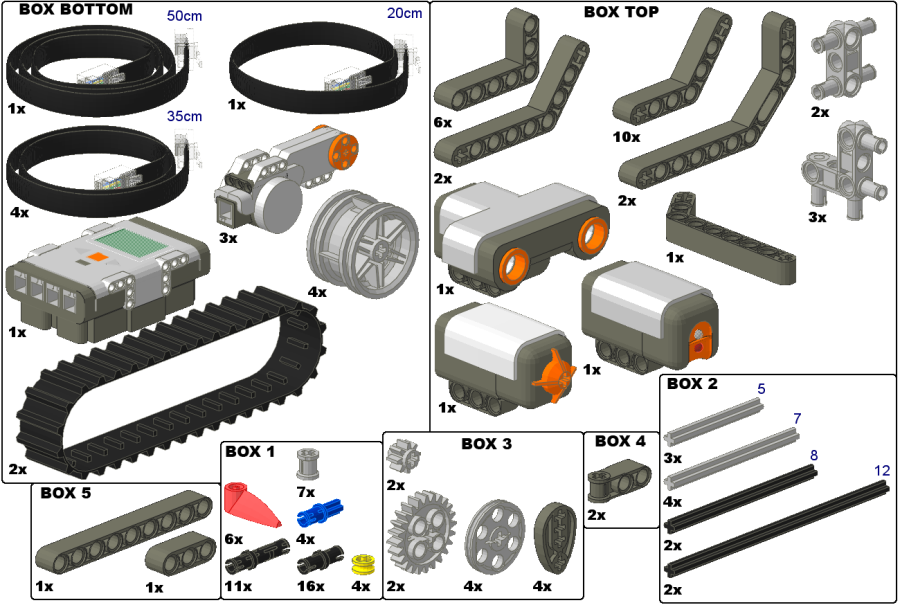 BOX BOTTOM
50cm
1x
20cm
1x
35cm
4x
3x
4x
1x
2x
BOX TOP
6x
2x
10x
2x
2x
3x
1x
1x
1x
1x
BOX 2
5
3x
7
4x
8
2x
12
2x
BOX 5
1x
1x
BOX 1
7x
6x
4x
11x
16x
4x
BOX 3
2x
2x
4x
4x
BOX 4
2x